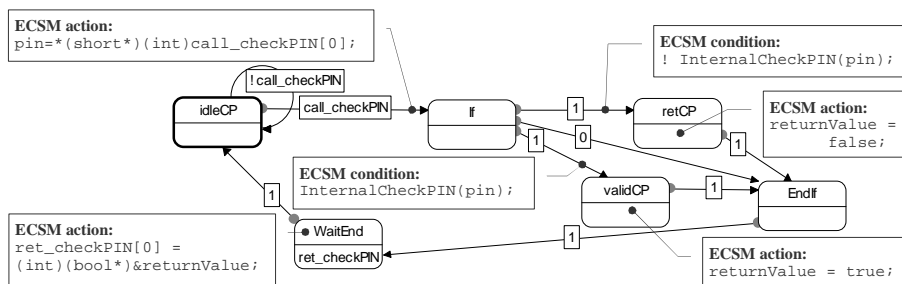 ECSM action:
pin=*(short*)(int)call_checkPIN[0];
ECSM condition:
! InternalCheckPIN(pin);
! call_checkPIN
idleCP
call_checkPIN
If
1
retCP
ECSM action:
returnValue =
false;
0
1
1
ECSM condition:
InternalCheckPIN(pin);
validCP
1
EndIf
1
ECSM action:
ret_checkPIN[0] =
(int)(bool*)&returnValue;
WaitEnd
ret_checkPIN
1
ECSM action:
returnValue = true;